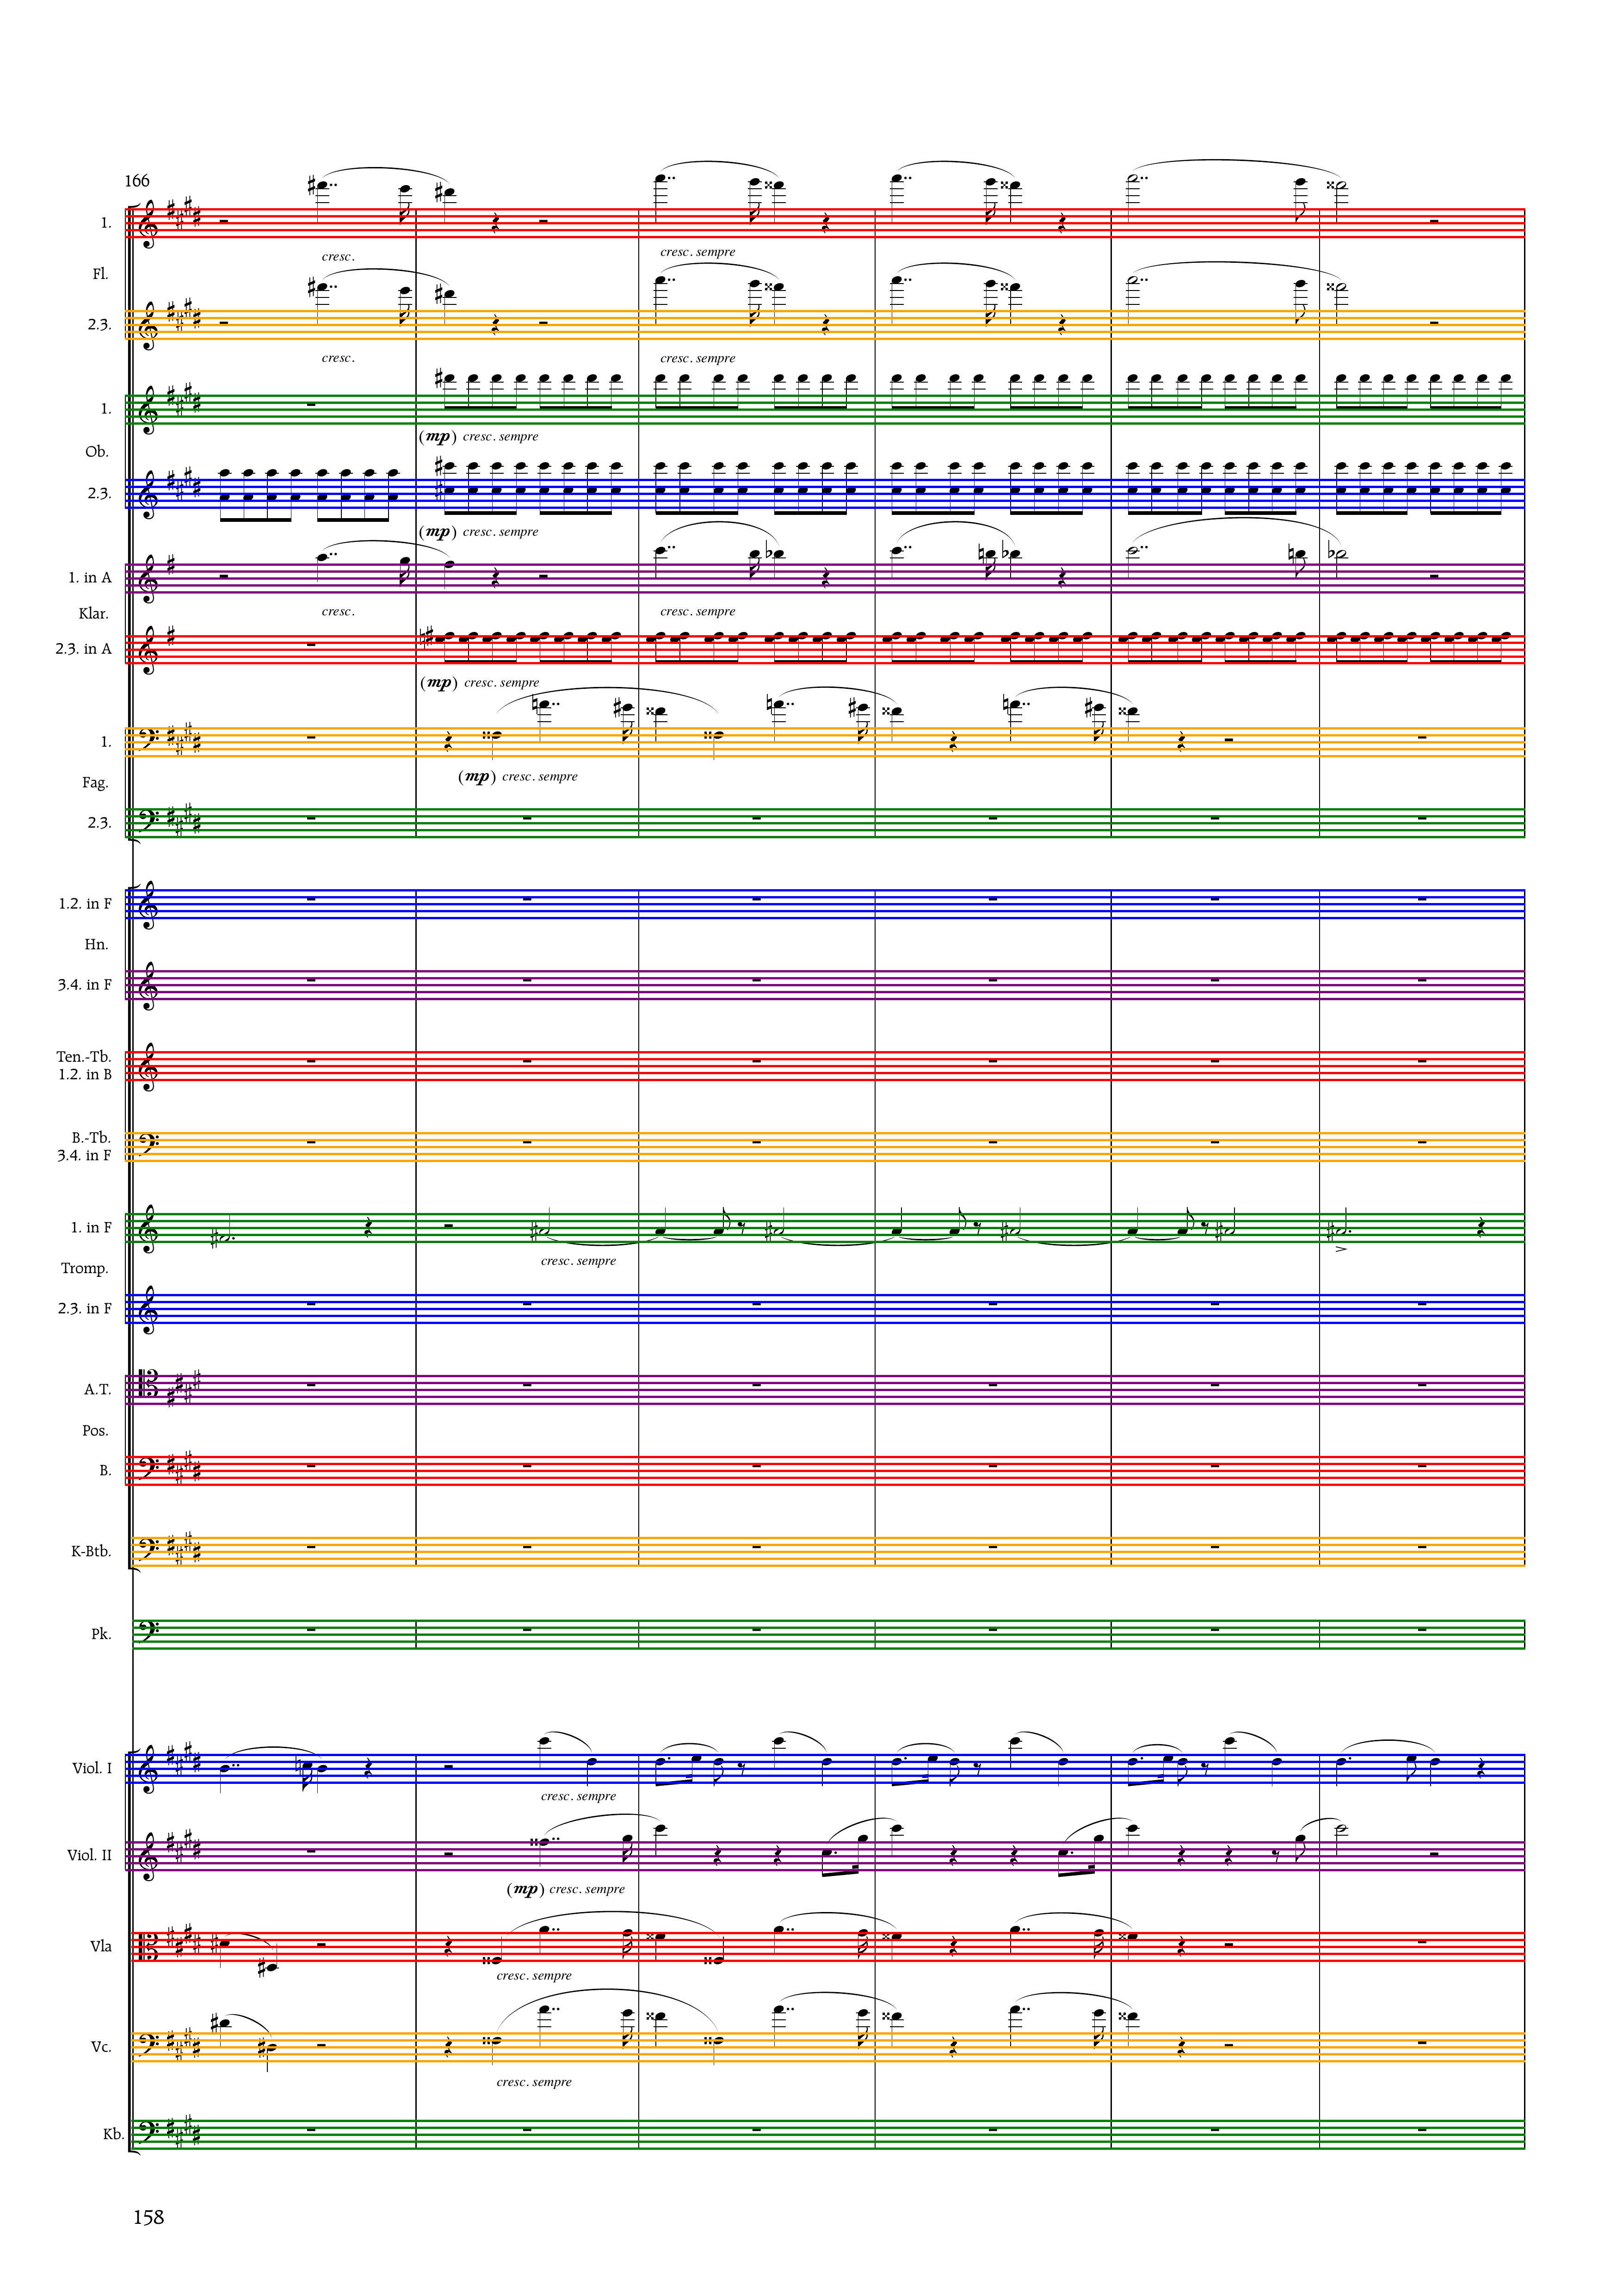 166
1.
cresc.
cresc. sempre
Fl.
2.3.
cresc.
cresc. sempre
1.
(mp) cresc. sempre
Ob.
2.3.
(mp) cresc. sempre
1. in A
cresc.
cresc. sempre
Klar.
2.3. in A
(mp) cresc. sempre
1.
(mp) cresc. sempre
Fag.
2.3.
1.2. in F
Hn.
3.4. in F
Ten.-Tb.
1.2. in B
B.-Tb.
3.4. in F
1. in F
cresc. sempre
Tromp.
2.3. in F
A.T.
Pos.
B.
K-Btb.
Pk.
Viol. I
cresc. sempre
Viol. II
(mp) cresc. sempre
Vla
cresc. sempre
Vc.
cresc. sempre
Kb.
158